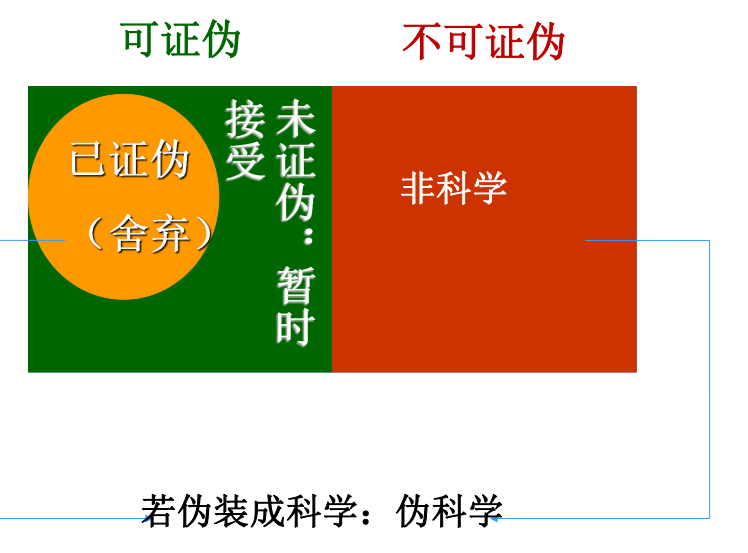 可证伪
不可证伪
已证伪
（舍弃）
未证伪：暂时
接受
非科学
若伪装成科学：伪科学